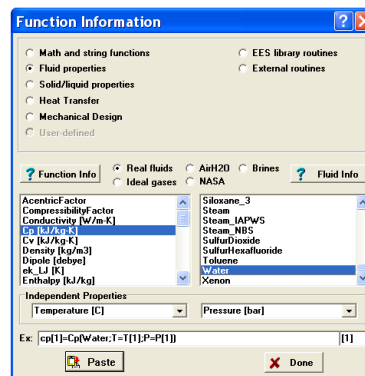 Function Information
Math and string functions
EES library routines
Fluid properties
External routines
Solid/liquid properties
Heat Transfer
Mechanical Design
User-defined
? Function Info
Real fluids
AirH2O
Brines
Ideal gases
NASA
? Fluid Info
AcentricFactor
CompressibilityFactor
Conductivity [W/m-K]
Cp [kJ/kg-K]
Cv [kJ/kg-K]
Density [kg/m3]
Dipole [debye]
ek_LJ [K]
Enthalpy [kJ/kg]
Siloxane_3
Steam
Steam_IAPWS
Steam_NBS
SulfurDioxide
SulfurHexafluoride
Toluene
Water
Xenon
Independent Properties
Temperature [C]
Pressure [bar]
Ex: cp[1]=Cp(Water;T=T[1];P=P[1]) [1]
Paste
Done